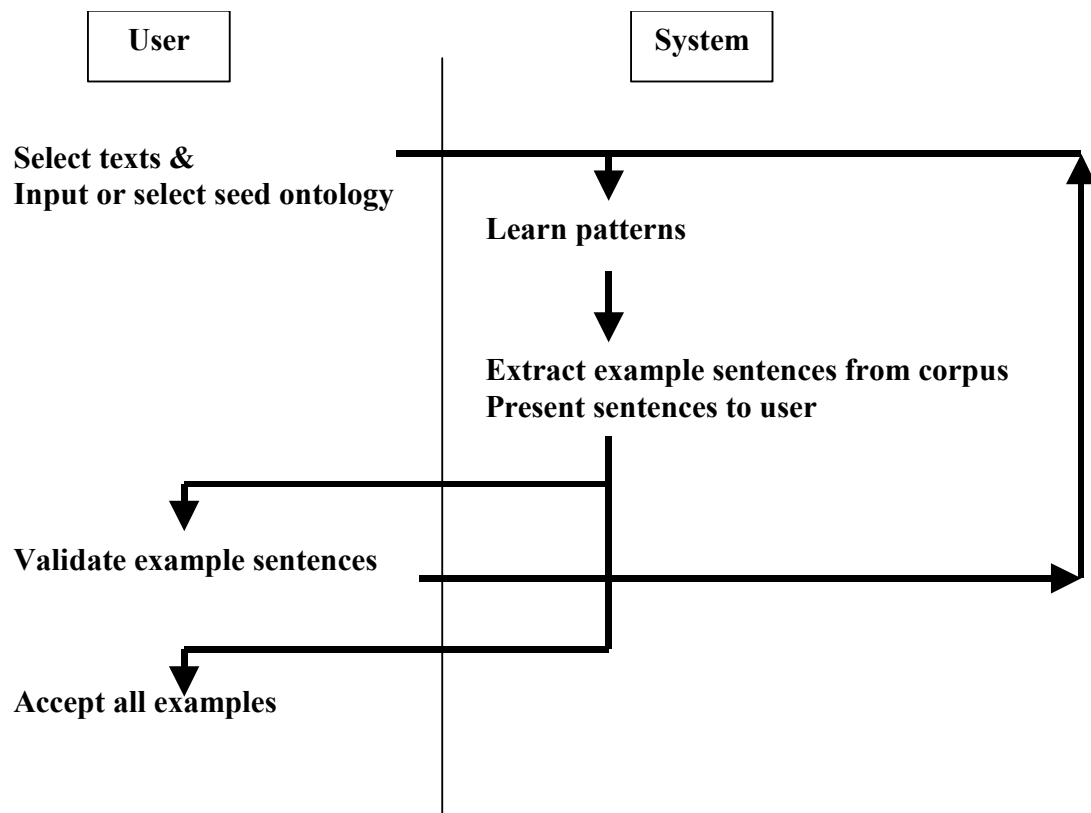 User
System
Select texts &
Input or select seed ontology
Learn patterns
Extract example sentences from corpus
Present sentences to user
Validate example sentences
Accept all examples